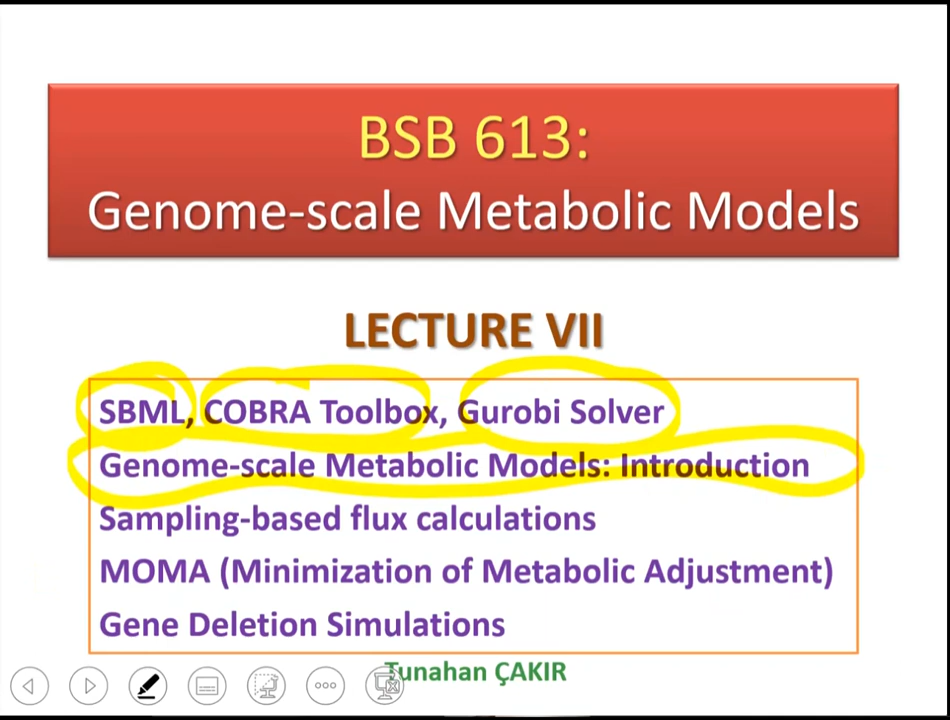 BSB 613:
Genome-scale Metabolic Models
LECTURE VII
SBML, COBRA Toolbox, Gurobi Solver
Genome-scale Metabolic Models: Introduction
Sampling-based flux calculations
MOMA (Minimization of Metabolic Adjustment)
Gene Deletion Simulations
Tunahan ÇAKIR